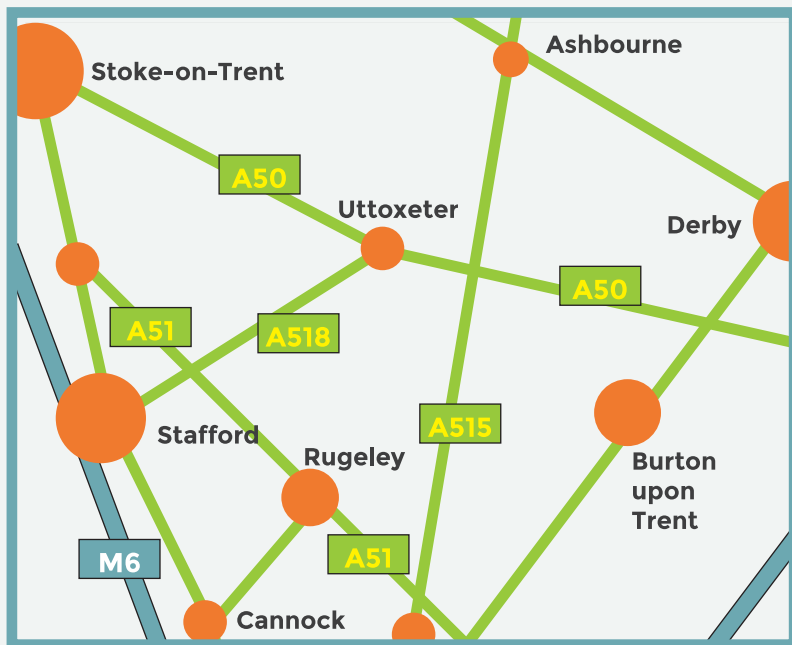 Ashbourne
Stoke-on-Trent
A50
Uttoxeter
Derby
A50
A51
A518
A515
Stafford
Rugeley
Burton
upon
Trent
A51
M6
Cannock